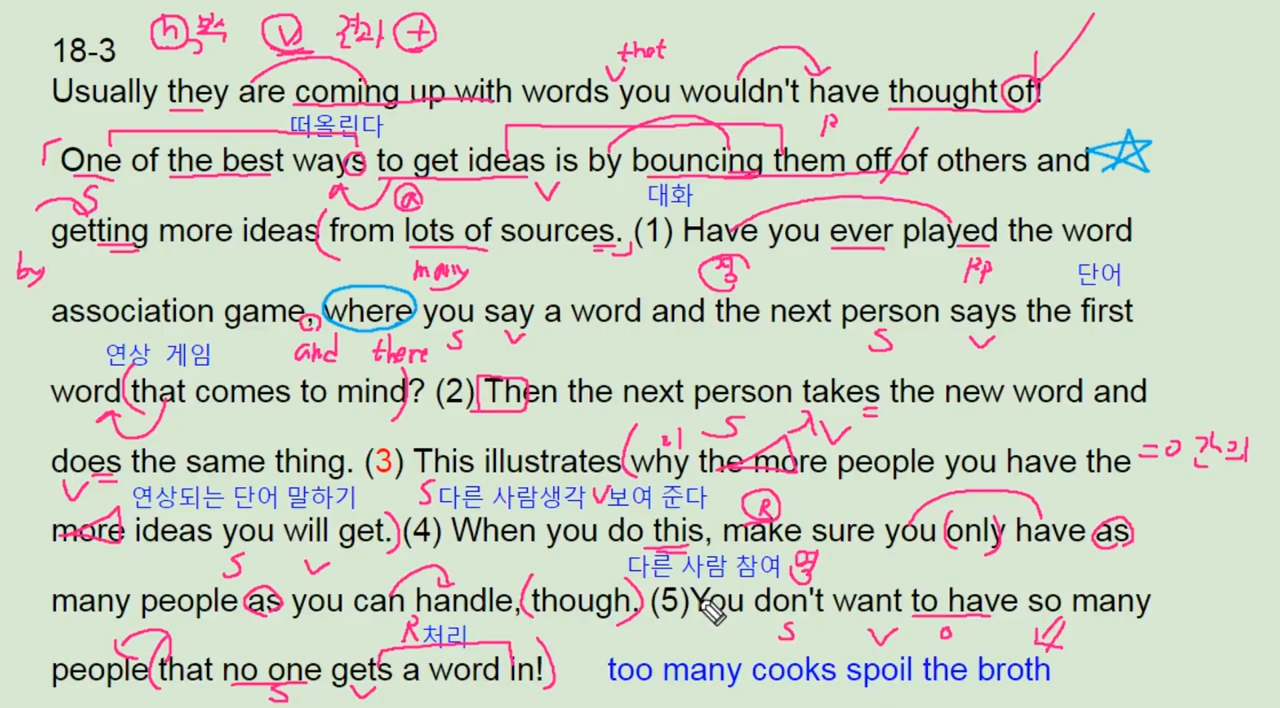 18-3 n 복 V 결과 +
that
Usually they are coming up with words you wouldn't have thought of!
떠올린다
One of the best ways to get ideas is by bouncing them off of others and
S a V 대화
getting more ideas from lots of sources. (1) Have you ever played the word
by many PP 단어
association game, where you say a word and the next person says the first
연상 게임 and there S V S V
word that comes to mind? (2) Then the next person takes the new word and
S V
does the same thing. (3) This illustrates why the more people you have the
V 연상되는 단어 말하기 S 다른 사람생각 V 보여 준다 R
more ideas you will get. (4) When you do this, make sure you only have as
S V 다른 사람 참여 명
many people as you can handle, though. (5)You don't want to have so many
R 처리 S V o
people that no one gets a word in! too many cooks spoil the broth
S V